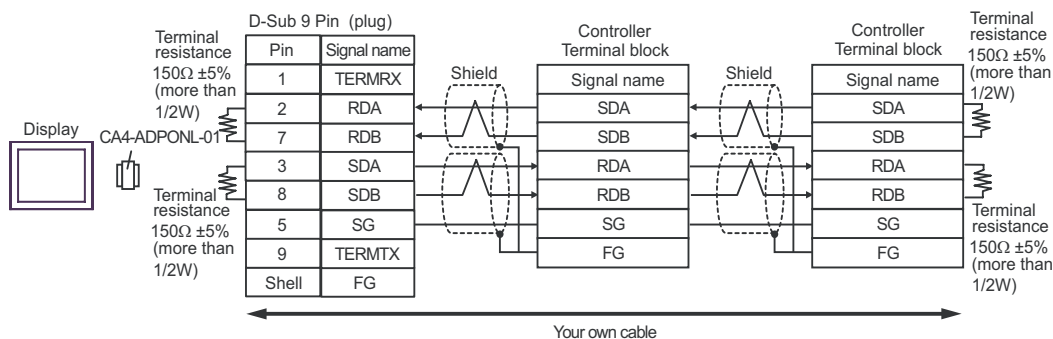 D-Sub 9 Pin (plug)
Terminal
resistance
150Ω ±5%
(more than
1/2W)
Display
CA4-ADPONL-01
Terminal
resistance
150Ω ±5%
(more than
1/2W)
Pin Signal name
1 TERMRX
2 RDA
7 RDB
3 SDA
8 SDB
5 SG
9 TERMTX
Shell FG
Shield
Controller
Terminal block
Signal name
SDA
SDB
RDA
RDB
SG
FG
Shield
Controller
Terminal block
Signal name
SDA
SDB
RDA
RDB
SG
FG
Terminal
resistance
150Ω ±5%
(more than
1/2W)
Terminal
resistance
150Ω ±5%
(more than
1/2W)
Your own cable